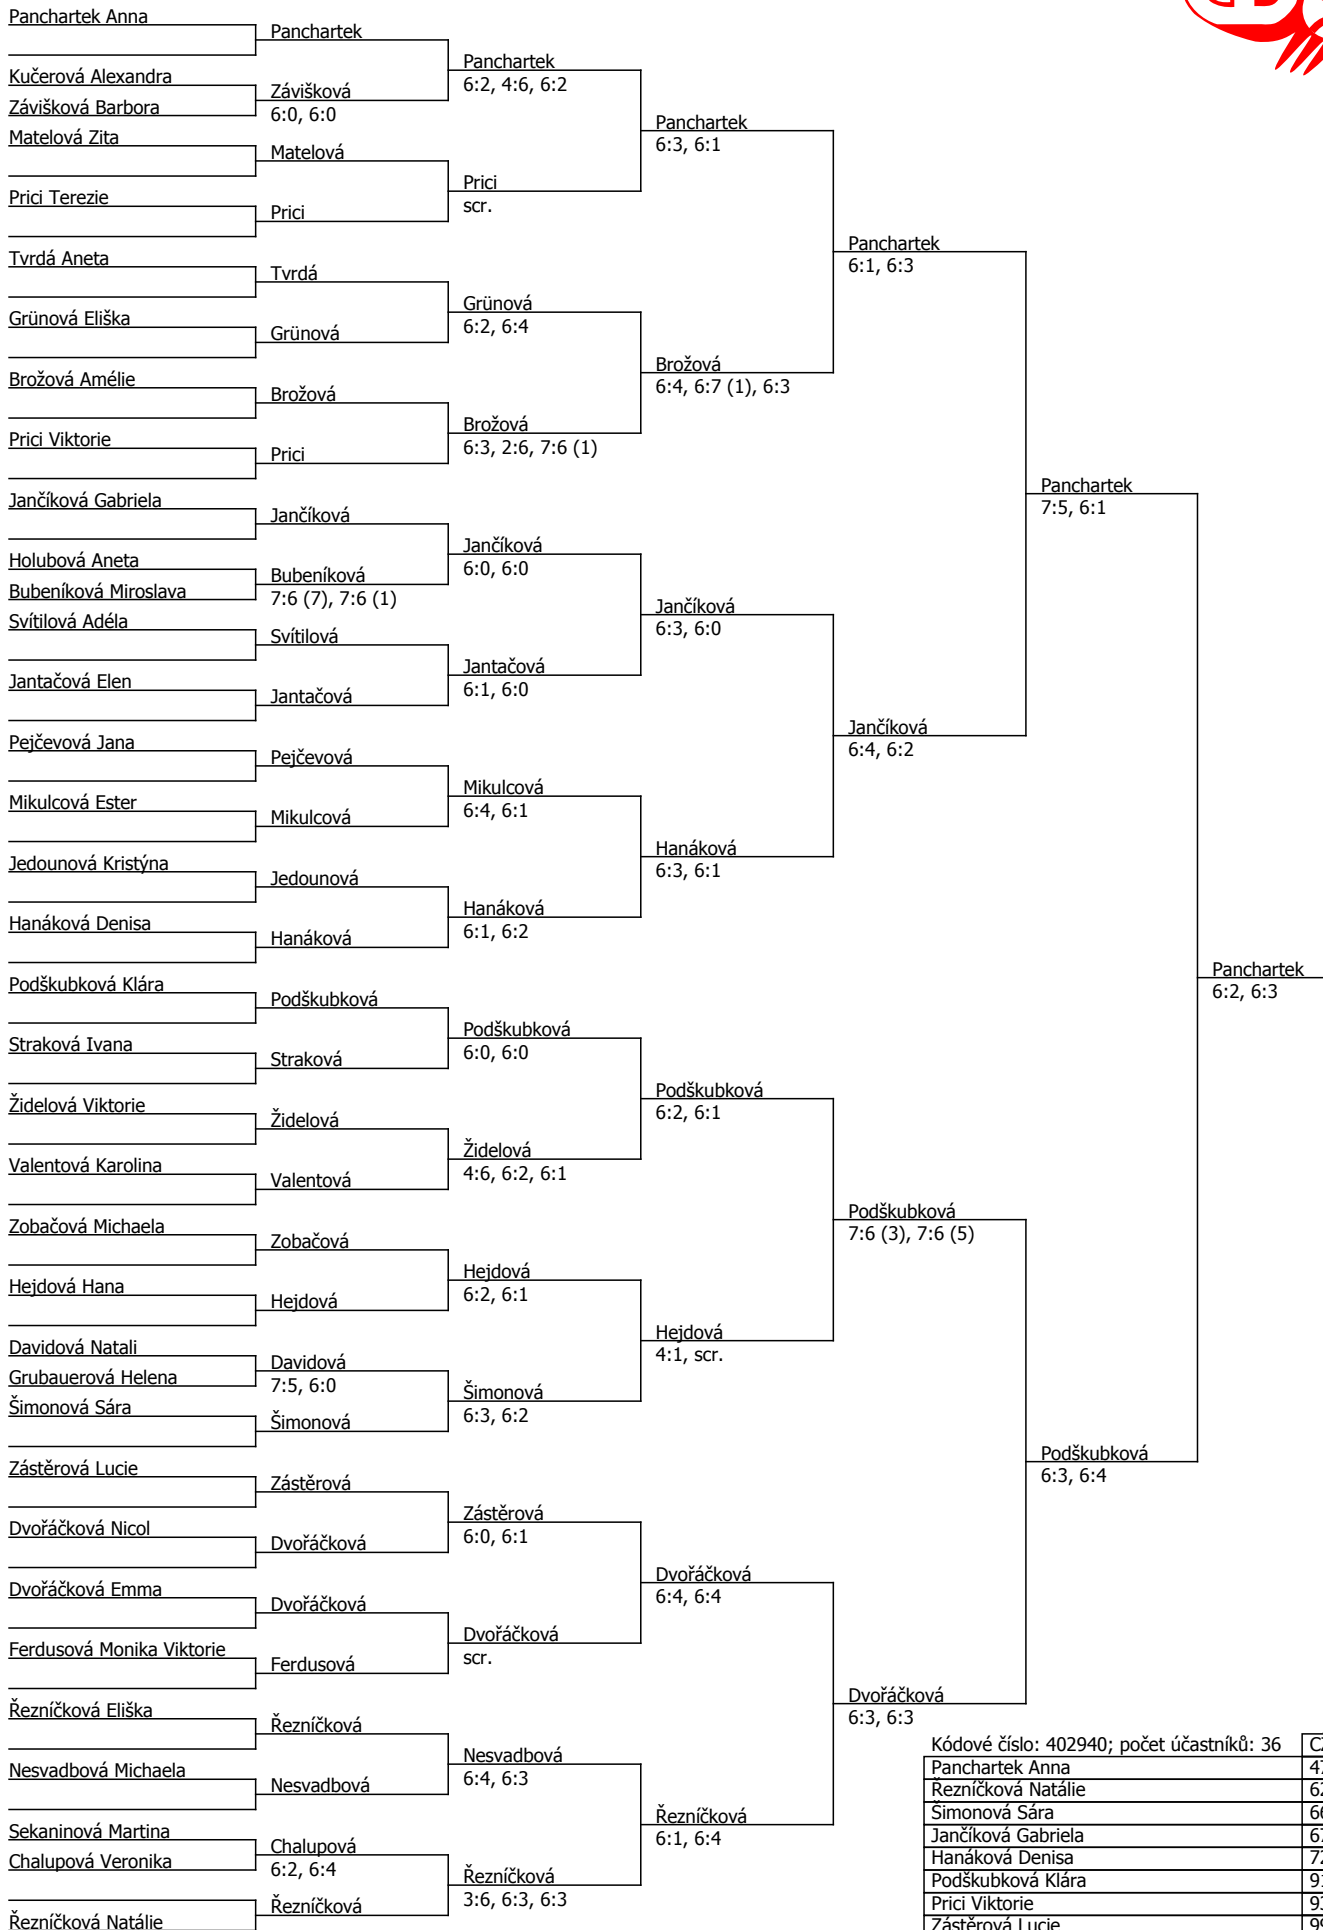 Panchartek Anna
Kučerová Alexandra
Závišková Barbora
Matelová Zita
Prici Terezie
Tvrdá Aneta
Grünová Eliška
Brožová Amélie
Prici Viktorie
Jančíková Gabriela
Holubová Aneta
Bubeníková Miroslava
Svítilová Adéla
Jantačová Elen
Pejčevová Jana
Mikulcová Ester
Jedounová Kristýna
Hanáková Denisa
Podškubková Klára
Straková Ivana
Židelová Viktorie
Valentová Karolina
Zobačová Michaela
Hejdová Hana
Davidová Natali
Grubauerová Helena
Šimonová Sára
Zástěrová Lucie
Dvořáčková Nicol
Dvořáčková Emma
Ferdusová Monika Viktorie
Řezníčková Eliška
Nesvadbová Michaela
Sekaninová Martina
Chalupová Veronika
Řezníčková Natálie
Panchartek
Závišková
6:0, 6:0
Matelová
Prici
Tvrdá
Grünová
Brožová
Prici
Jančíková
Bubeníková
7:6 (7), 7:6 (1)
Svítilová
Jantačová
Pejčevová
Mikulcová
Jedounová
Hanáková
Podškubková
Straková
Židelová
Valentová
Zobačová
Hejdová
Davidová
7:5, 6:0
Šimonová
Zástěrová
Dvořáčková
Dvořáčková
Ferdusová
Řezníčková
Nesvadbová
Chalupová
6:2, 6:4
Řezníčková
Panchartek
6:2, 4:6, 6:2
Prici
scr.
Grünová
6:2, 6:4
Brožová
6:3, 2:6, 7:6 (1)
Jančíková
6:0, 6:0
Jantačová
6:1, 6:0
Mikulcová
6:4, 6:1
Hanáková
6:1, 6:2
Podškubková
6:0, 6:0
Židelová
4:6, 6:2, 6:1
Hejdová
6:2, 6:1
Šimonová
6:3, 6:2
Zástěrová
6:0, 6:1
Dvořáčková
scr.
Nesvadbová
6:4, 6:3
Řezníčková
3:6, 6:3, 6:3
Panchartek
6:3, 6:1
Brožová
6:4, 6:7 (1), 6:3
Jančíková
6:3, 6:0
Hanáková
6:3, 6:1
Podškubková
6:2, 6:1
Hejdová
4:1, scr.
Dvořáčková
6:4, 6:4
Řezníčková
6:1, 6:4
Panchartek
6:1, 6:3
Jančíková
6:4, 6:2
Podškubková
7:6 (3), 7:6 (5)
Dvořáčková
6:3, 6:3
Panchartek
7:5, 6:1
Podškubková
6:3, 6:4
Panchartek
6:2, 6:3
Kódové číslo: 402940; počet účastníků: 36
Panchartek Anna
Řezníčková Natálie
Šimonová Sára
Jančíková Gabriela
Hanáková Denisa
Podškubková Klára
Prici Viktorie
Zástěrová Lucie